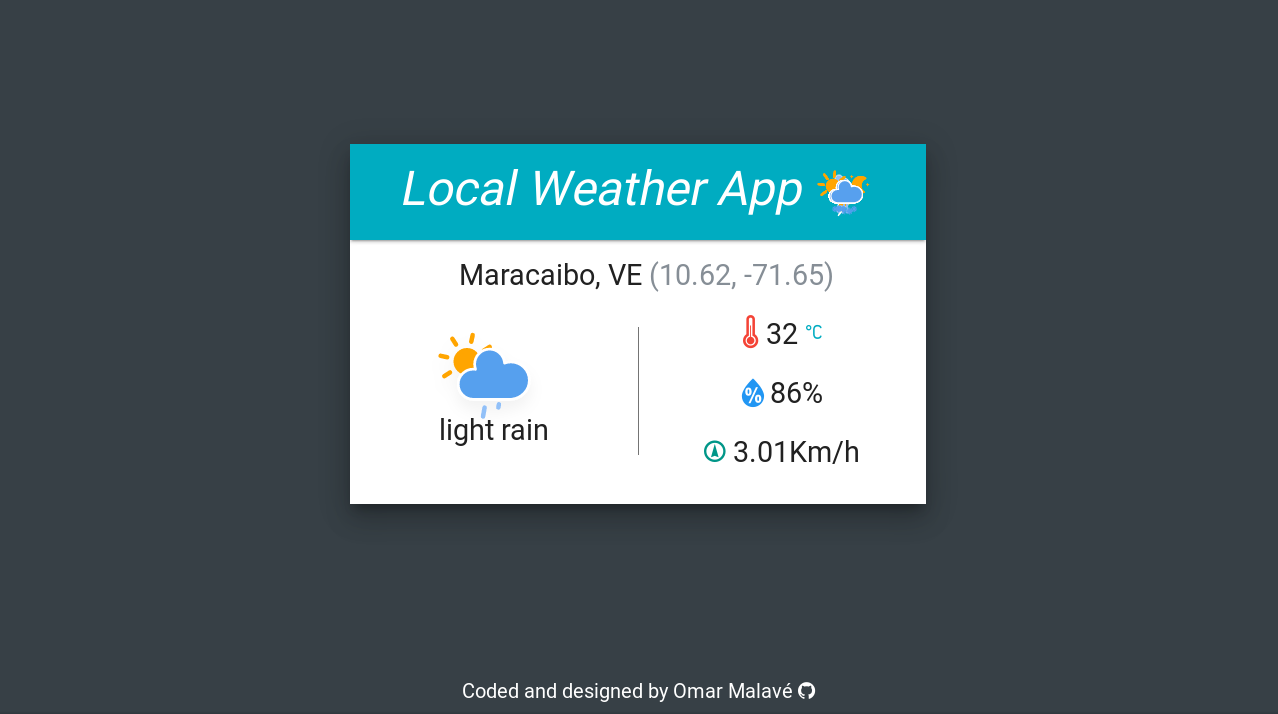 Local Weather App
Maracaibo, VE (10.62, -71.65)
light rain
32 °C
86%
3.01Km/h
Coded and designed by Omar Malavé